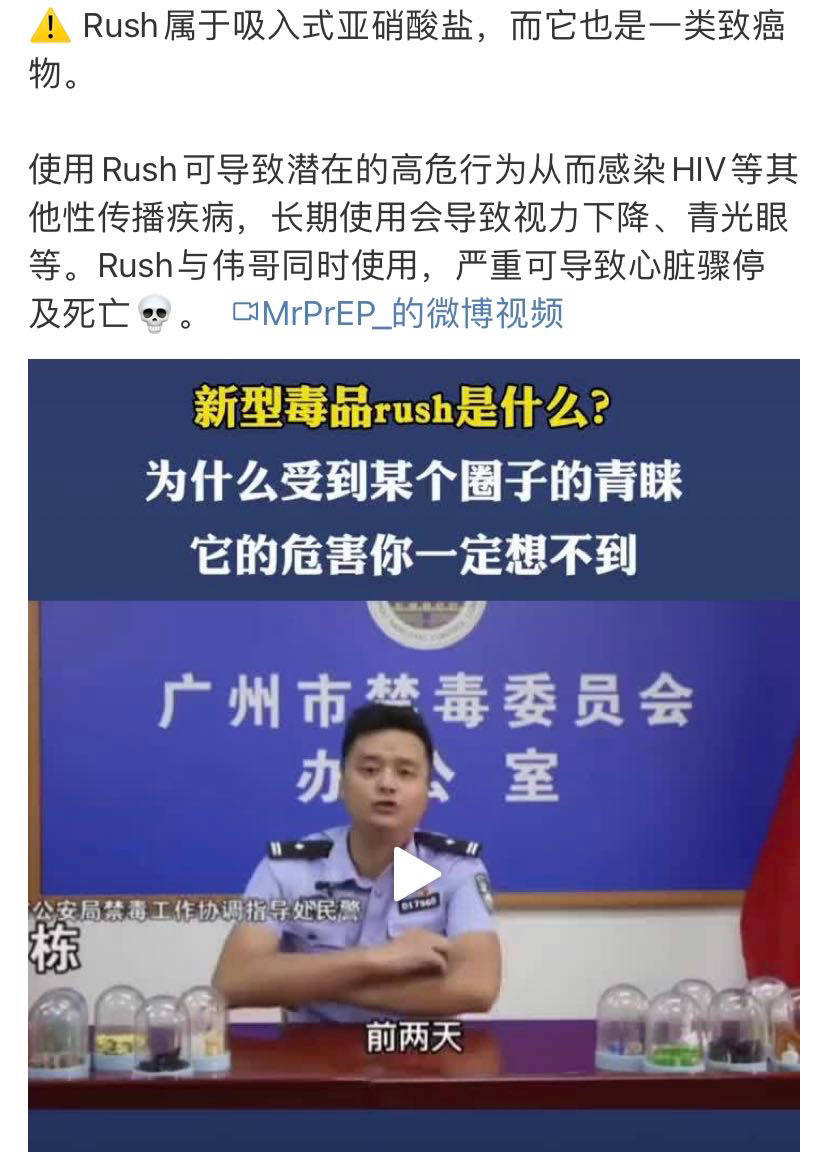 ⚠️ Rush属于吸入式亚硝酸盐，而它也是一类致癌
物。
使用Rush可导致潜在的高危行为从而感染HIV等其
他性传播疾病，长期使用会导致视力下降、青光眼
等。Rush与伟哥同时使用，严重可导致心脏骤停
及死亡💀。 MrPrEP_的微博视频
新型毒品rush是什么？
为什么受到某个圈子的青睐
它的危害你一定想不到
广州市禁毒委员会
办公室
公安局禁毒工作协调指导处民警
栋
017960
前两天